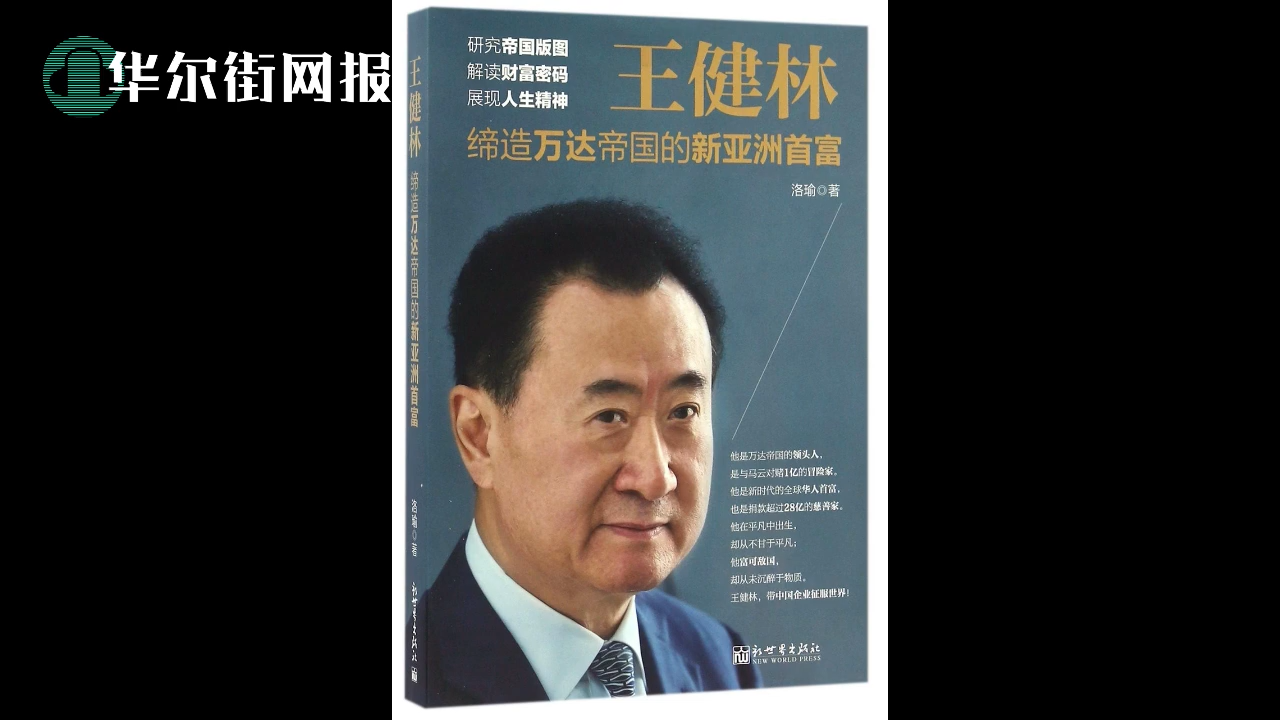 华尔街网报
研究帝国版图
解读财富密码
展现人生精神
王健林
缔造万达帝国的新亚洲首富
洛瑜◎著
他是万达帝国的领头人，
是与马云对赌1亿的冒险家。
他是新时代的全球华人首富，
也是捐款超过28亿的慈善家。
他在平凡中出生，
却从不甘于平凡；
他富可敌国，
却从未沉醉于物质。
王健林，带中国企业征服世界！
新世界出版社
NEW WORLD PRESS
王健林
缔造万达帝国的新亚洲首富
洛瑜◎著
新世界出版社